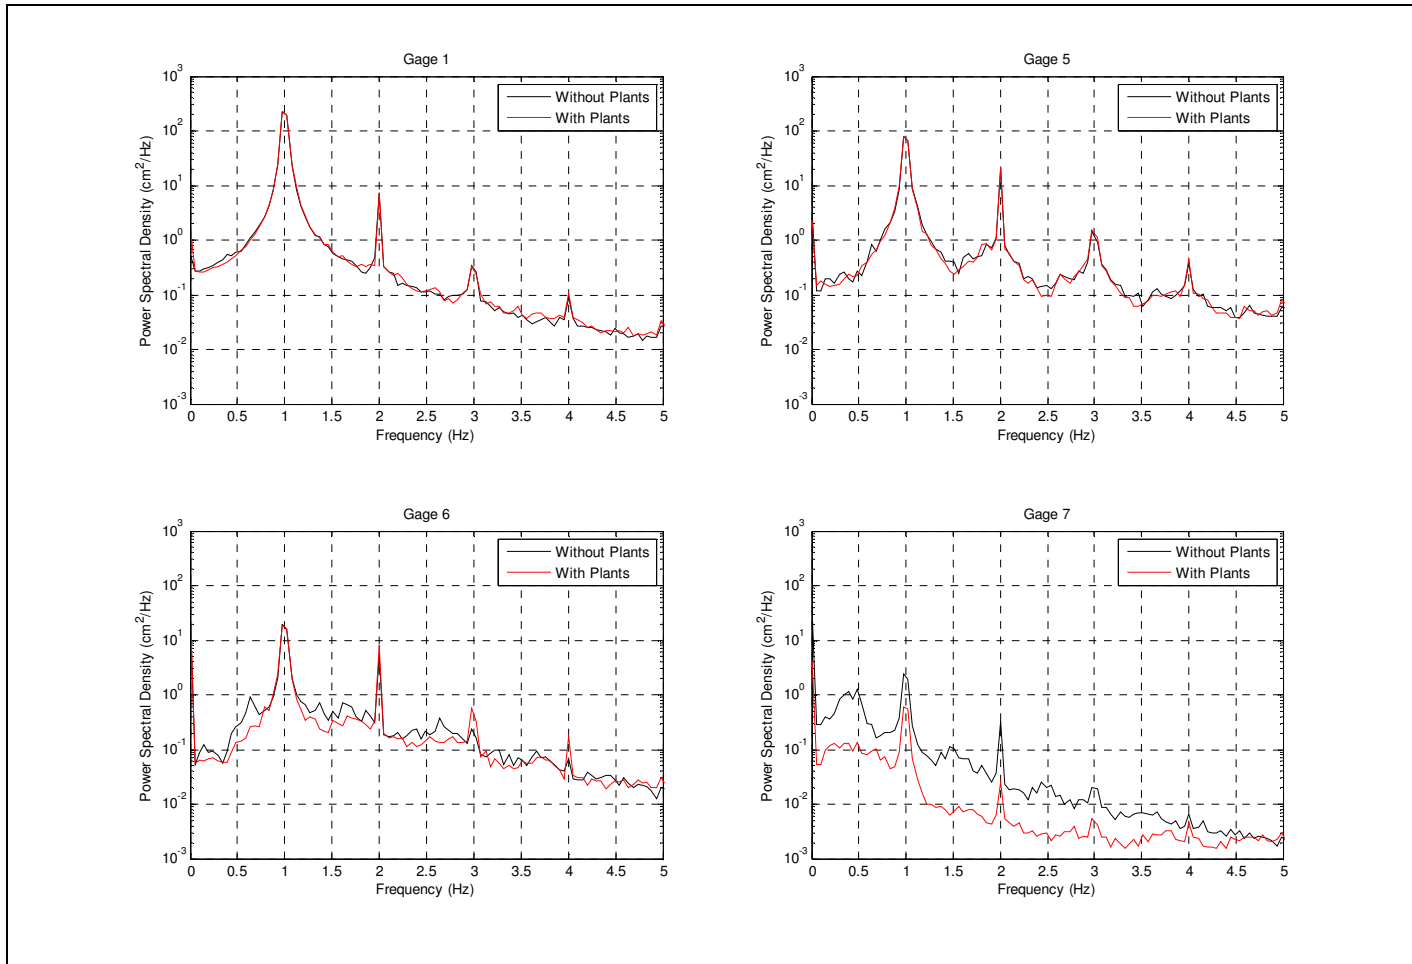 Gage 1
10^3
10^2
10^1
10^0
10^-1
10^-2
10^-3
Power Spectral Density (cm^2/Hz)
Without Plants
With Plants
0 0.5 1 1.5 2 2.5 3 3.5 4 4.5 5
Frequency (Hz)
Gage 5
10^3
10^2
10^1
10^0
10^-1
10^-2
10^-3
Power Spectral Density (cm^2/Hz)
Without Plants
With Plants
0 0.5 1 1.5 2 2.5 3 3.5 4 4.5 5
Frequency (Hz)
Gage 6
10^3
10^2
10^1
10^0
10^-1
10^-2
10^-3
Power Spectral Density (cm^2/Hz)
Without Plants
With Plants
0 0.5 1 1.5 2 2.5 3 3.5 4 4.5 5
Frequency (Hz)
Gage 7
10^3
10^2
10^1
10^0
10^-1
10^-2
10^-3
Power Spectral Density (cm^2/Hz)
Without Plants
With Plants
0 0.5 1 1.5 2 2.5 3 3.5 4 4.5 5
Frequency (Hz)